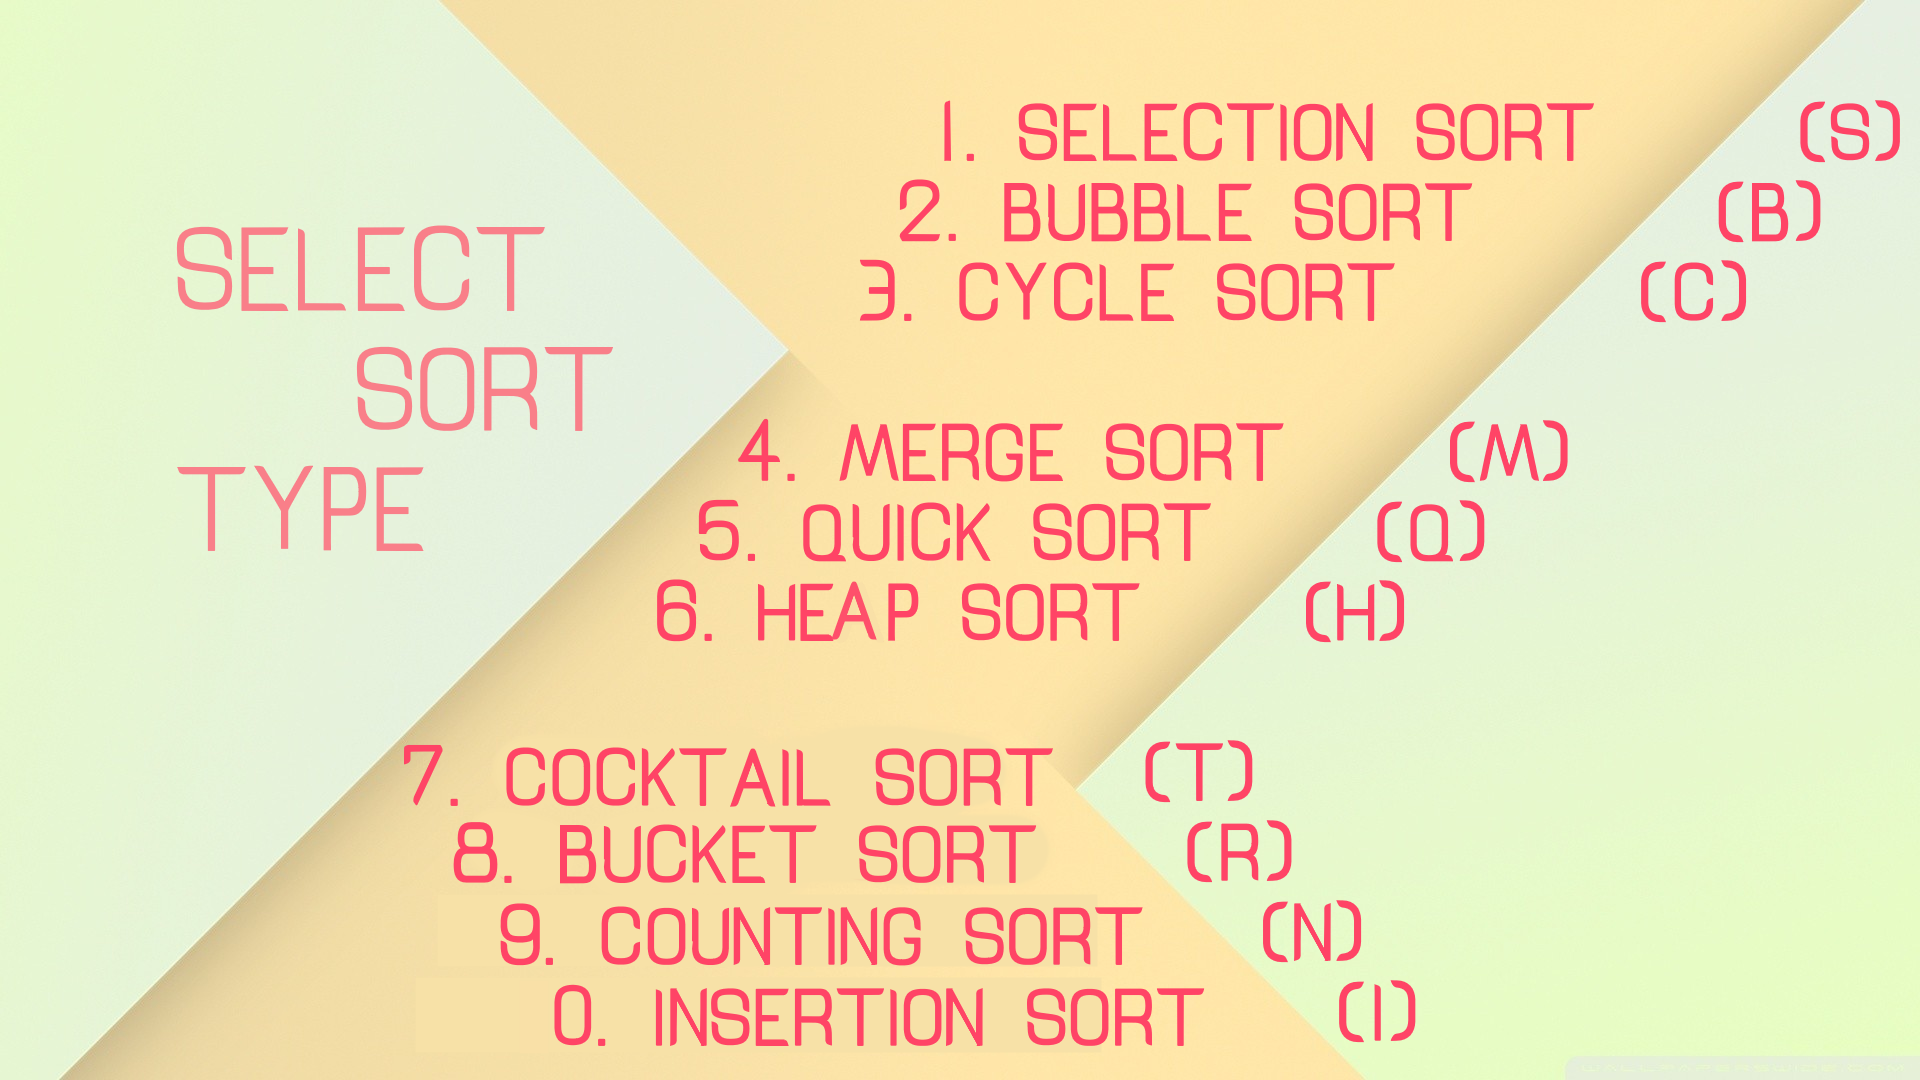 SELECT
SORT
TYPE
1. SELECTION SORT (S)
2. BUBBLE SORT (B)
3. CYCLE SORT (C)
4. MERGE SORT (M)
5. QUICK SORT (Q)
6. HEAP SORT (H)
7. COCKTAIL SORT (T)
8. BUCKET SORT (R)
9. COUNTING SORT (N)
0. INSERTION SORT (I)